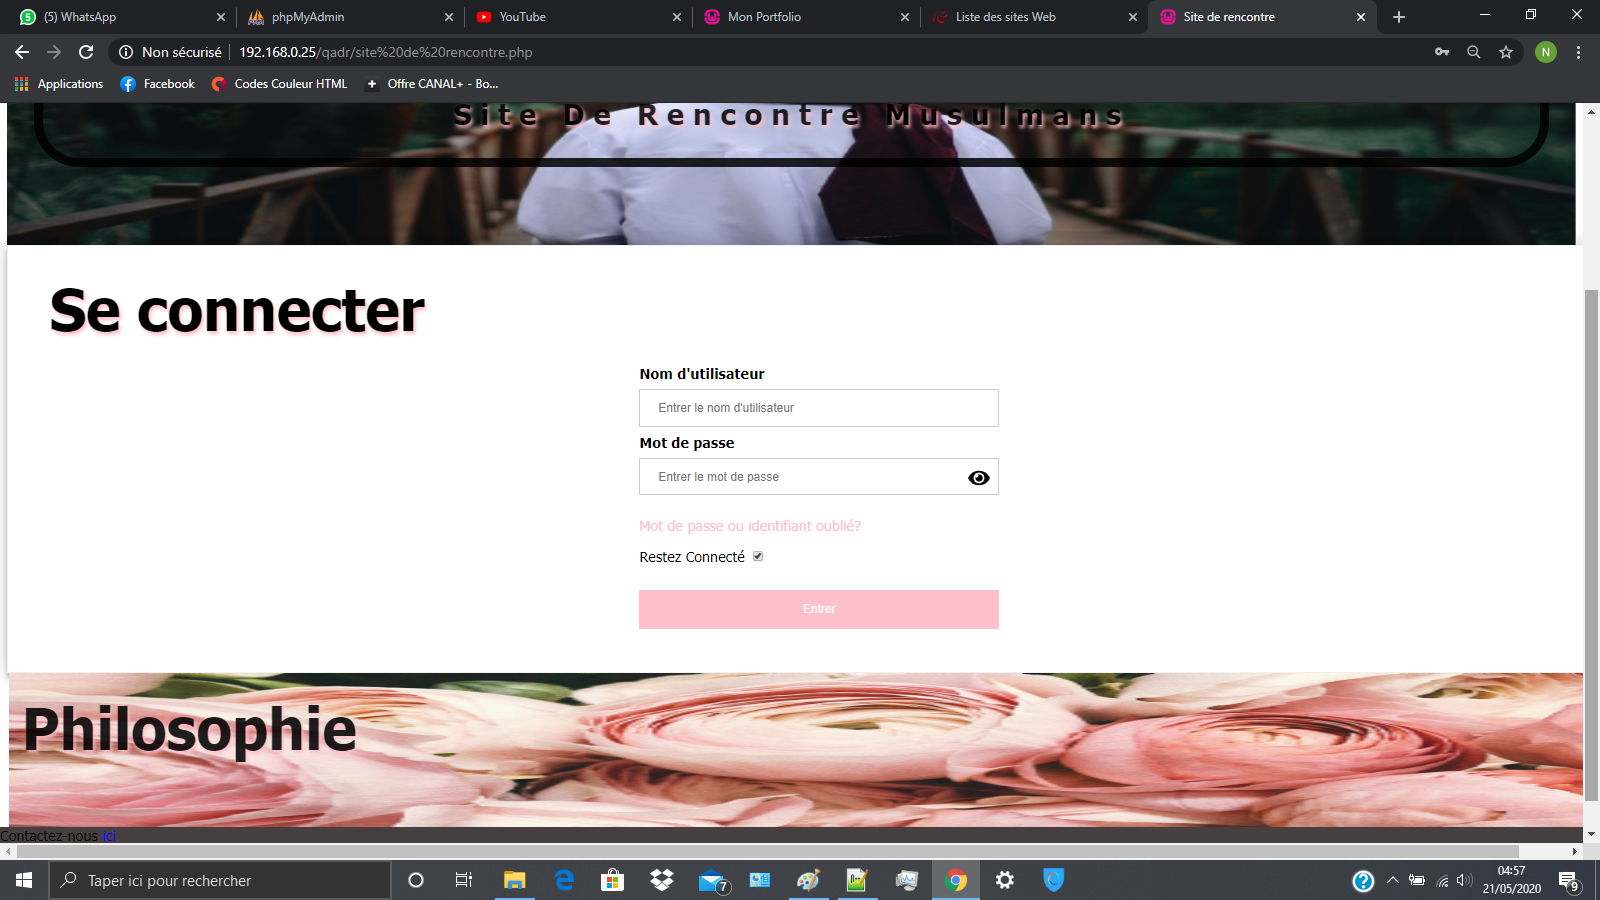 (5) WhatsApp
phpMyAdmin
YouTube
Mon Portfolio
Liste des sites Web
Site de rencontre
Non sécurisé
192.168.0.25/qadr/site%20de%20rencontre.php
N
Applications
Facebook
Codes Couleur HTML
Offre CANAL+ - Bo...
Site De Rencontre Musulmans
Se connecter
Nom d'utilisateur
Entrer le nom d'utilisateur
Mot de passe
Entrer le mot de passe
Mot de passe ou identifiant oublié?
Restez Connecté
Entrer
Philosophie
Contactez-nous ici
Taper ici pour rechercher
7
04:57
21/05/2020
9